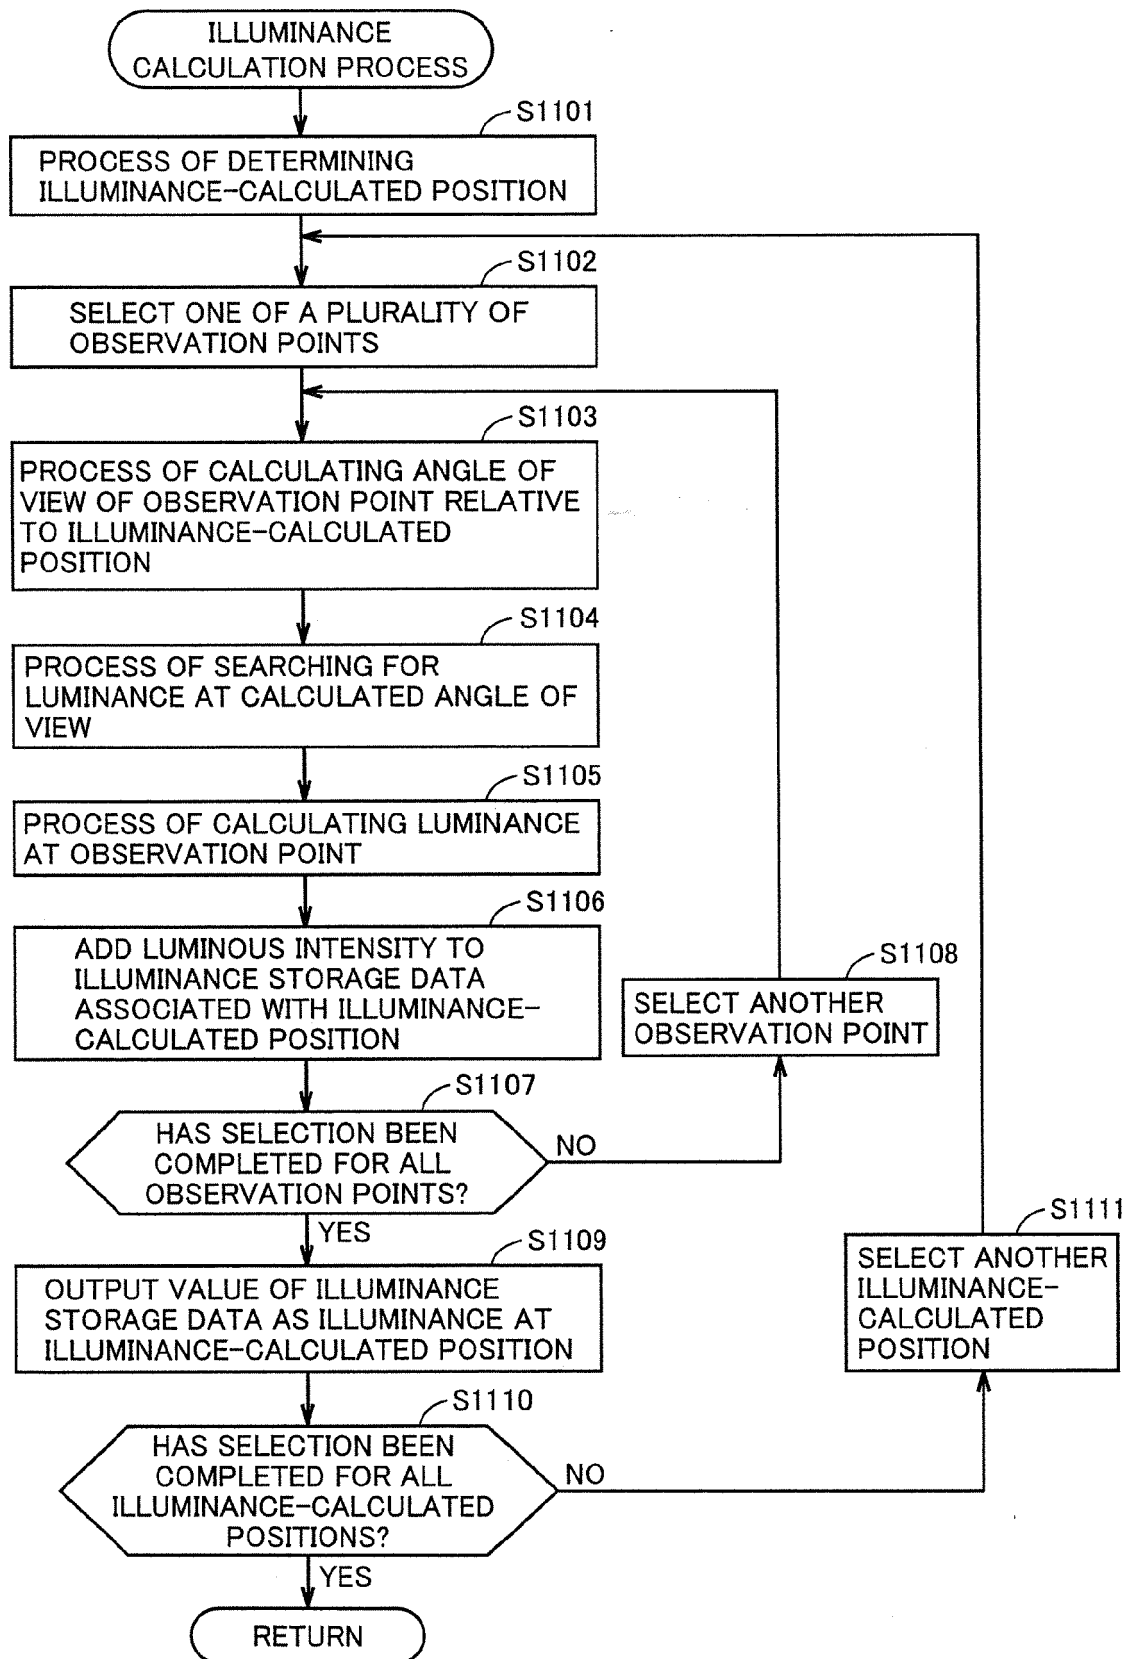 ILLUMINANCE
CALCULATION PROCESS
S1101
PROCESS OF DETERMINING
ILLUMINANCE-CALCULATED POSITION
S1102
SELECT ONE OF A PLURALITY OF
OBSERVATION POINTS
S1103
PROCESS OF CALCULATING ANGLE OF
VIEW OF OBSERVATION POINT RELATIVE
TO ILLUMINANCE-CALCULATED
POSITION
S1104
PROCESS OF SEARCHING FOR
LUMINANCE AT CALCULATED ANGLE OF
VIEW
S1105
PROCESS OF CALCULATING LUMINANCE
AT OBSERVATION POINT
S1106
ADD LUMINOUS INTENSITY TO
ILLUMINANCE STORAGE DATA
ASSOCIATED WITH ILLUMINANCE-
CALCULATED POSITION
S1108
SELECT ANOTHER
OBSERVATION POINT
S1107
HAS SELECTION BEEN
COMPLETED FOR ALL
OBSERVATION POINTS?
NO
YES
S1109
OUTPUT VALUE OF ILLUMINANCE
STORAGE DATA AS ILLUMINANCE AT
ILLUMINANCE-CALCULATED POSITION
S1111
SELECT ANOTHER
ILLUMINANCE-
CALCULATED
POSITION
S1110
HAS SELECTION BEEN
COMPLETED FOR ALL
ILLUMINANCE-CALCULATED
POSITIONS?
NO
YES
RETURN